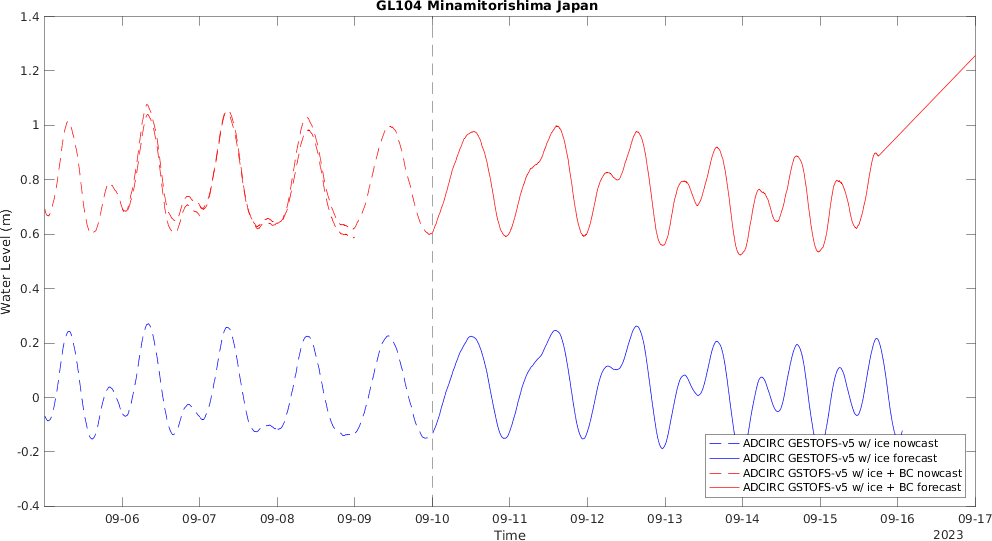 GL104 Minamitorishima Japan
1.4
1.2
1
0.8
0.6
0.4
0.2
0
-0.2
-0.4
Water Level (m)
ADCIRC GESTOFS-v5 w/ ice nowcast
ADCIRC GESTOFS-v5 w/ ice forecast
ADCIRC GSTOFS-v5 w/ ice + BC nowcast
ADCIRC GSTOFS-v5 w/ ice + BC forecast
09-06 09-07 09-08 09-09 09-10 09-11 09-12 09-13 09-14 09-15 09-16 09-17
Time
2023